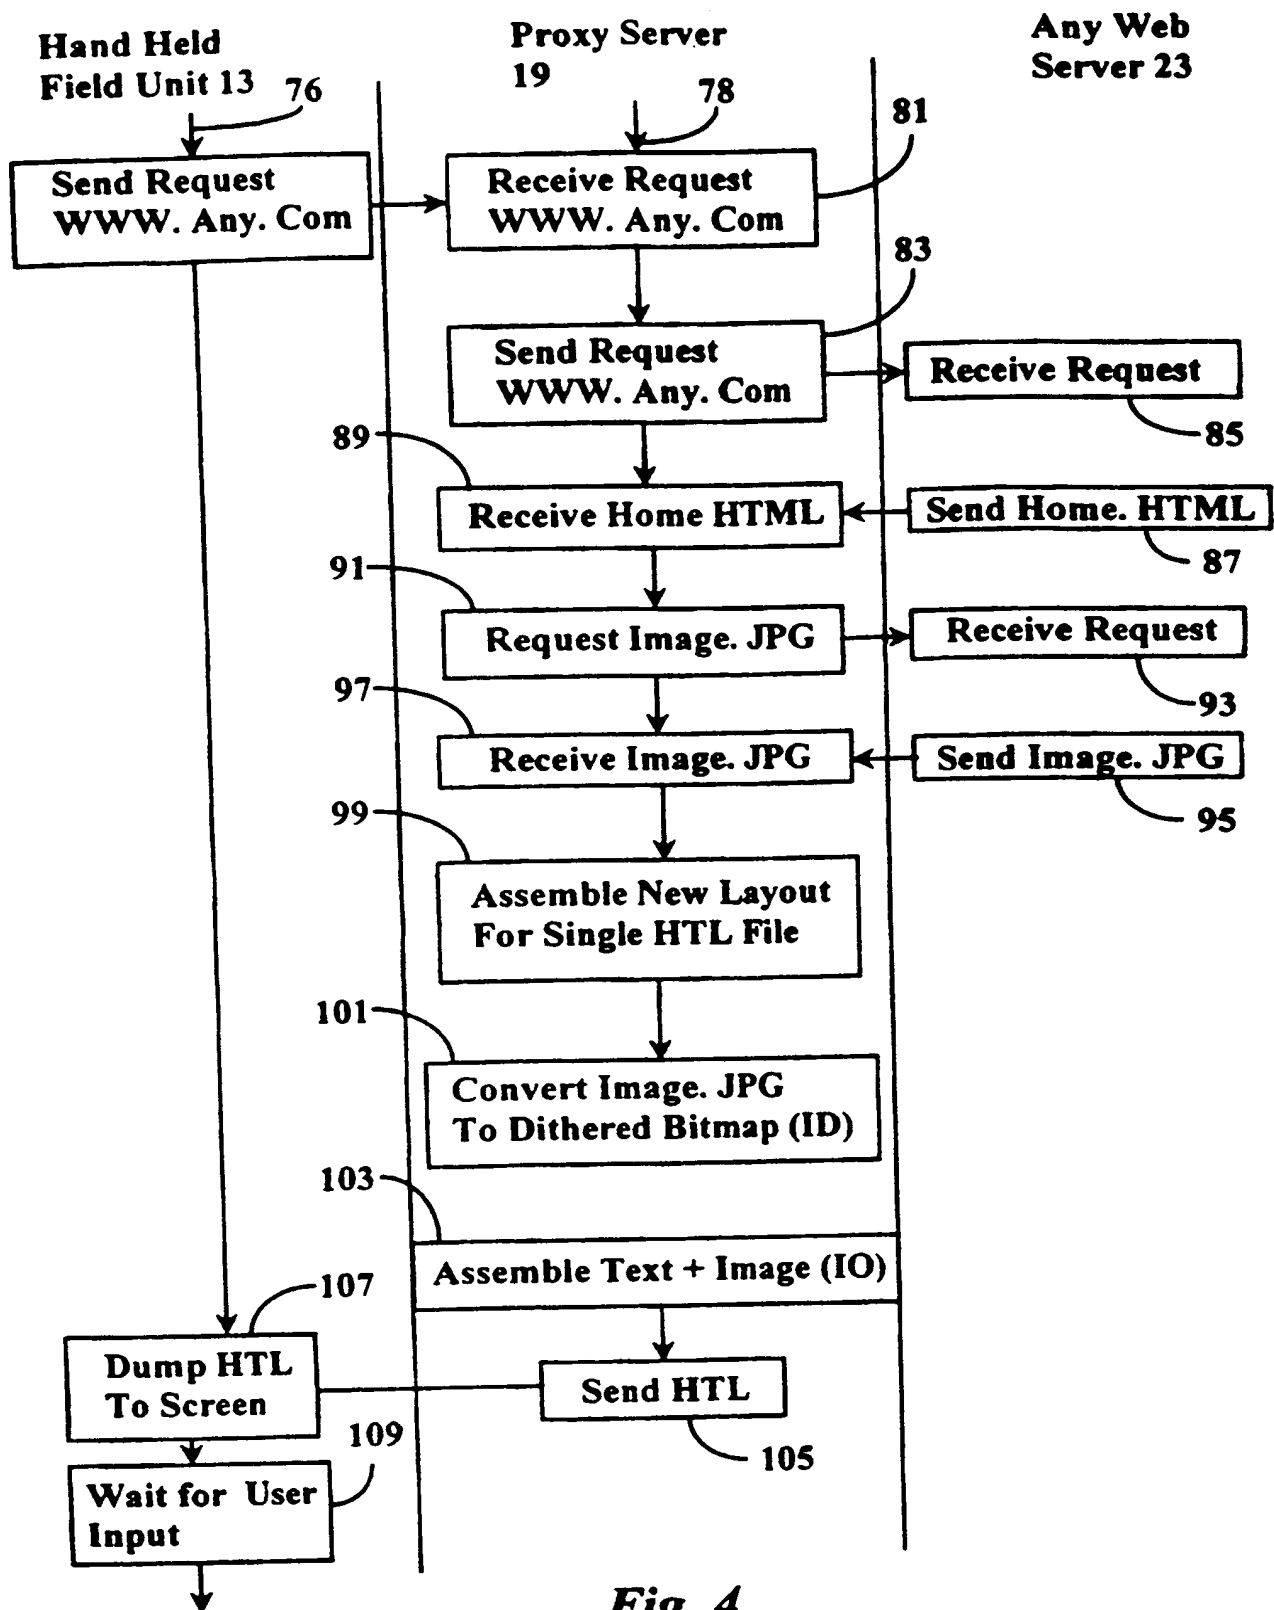 Hand Held
Field Unit 13
76
Proxy Server
19
78
Any Web
Server 23
81
Send Request
WWW. Any. Com
Receive Request
WWW. Any. Com
83
Send Request
WWW. Any. Com
Receive Request
85
89
Receive Home HTML
Send Home. HTML
87
91
Request Image. JPG
Receive Request
93
97
Receive Image. JPG
Send Image. JPG
95
99
Assemble New Layout
For Single HTL File
101
Convert Image. JPG
To Dithered Bitmap (ID)
103
Assemble Text + Image (IO)
107
Dump HTL
To Screen
Send HTL
105
109
Wait for User
Input
Fig. 4